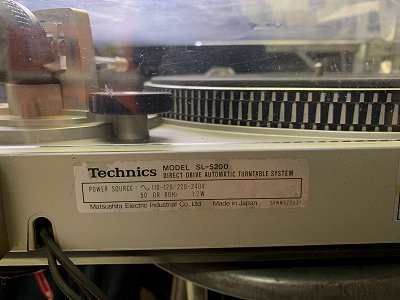 Technics MODEL SL-5200
DIRECT DRIVE AUTOMATIC TURNTABLE SYSTEM
POWER SOURCE : ∿ 110-120/220-240V
50 OR 60Hz 12W
Matsushita Electric Industrial Co., Ltd. Made in Japan